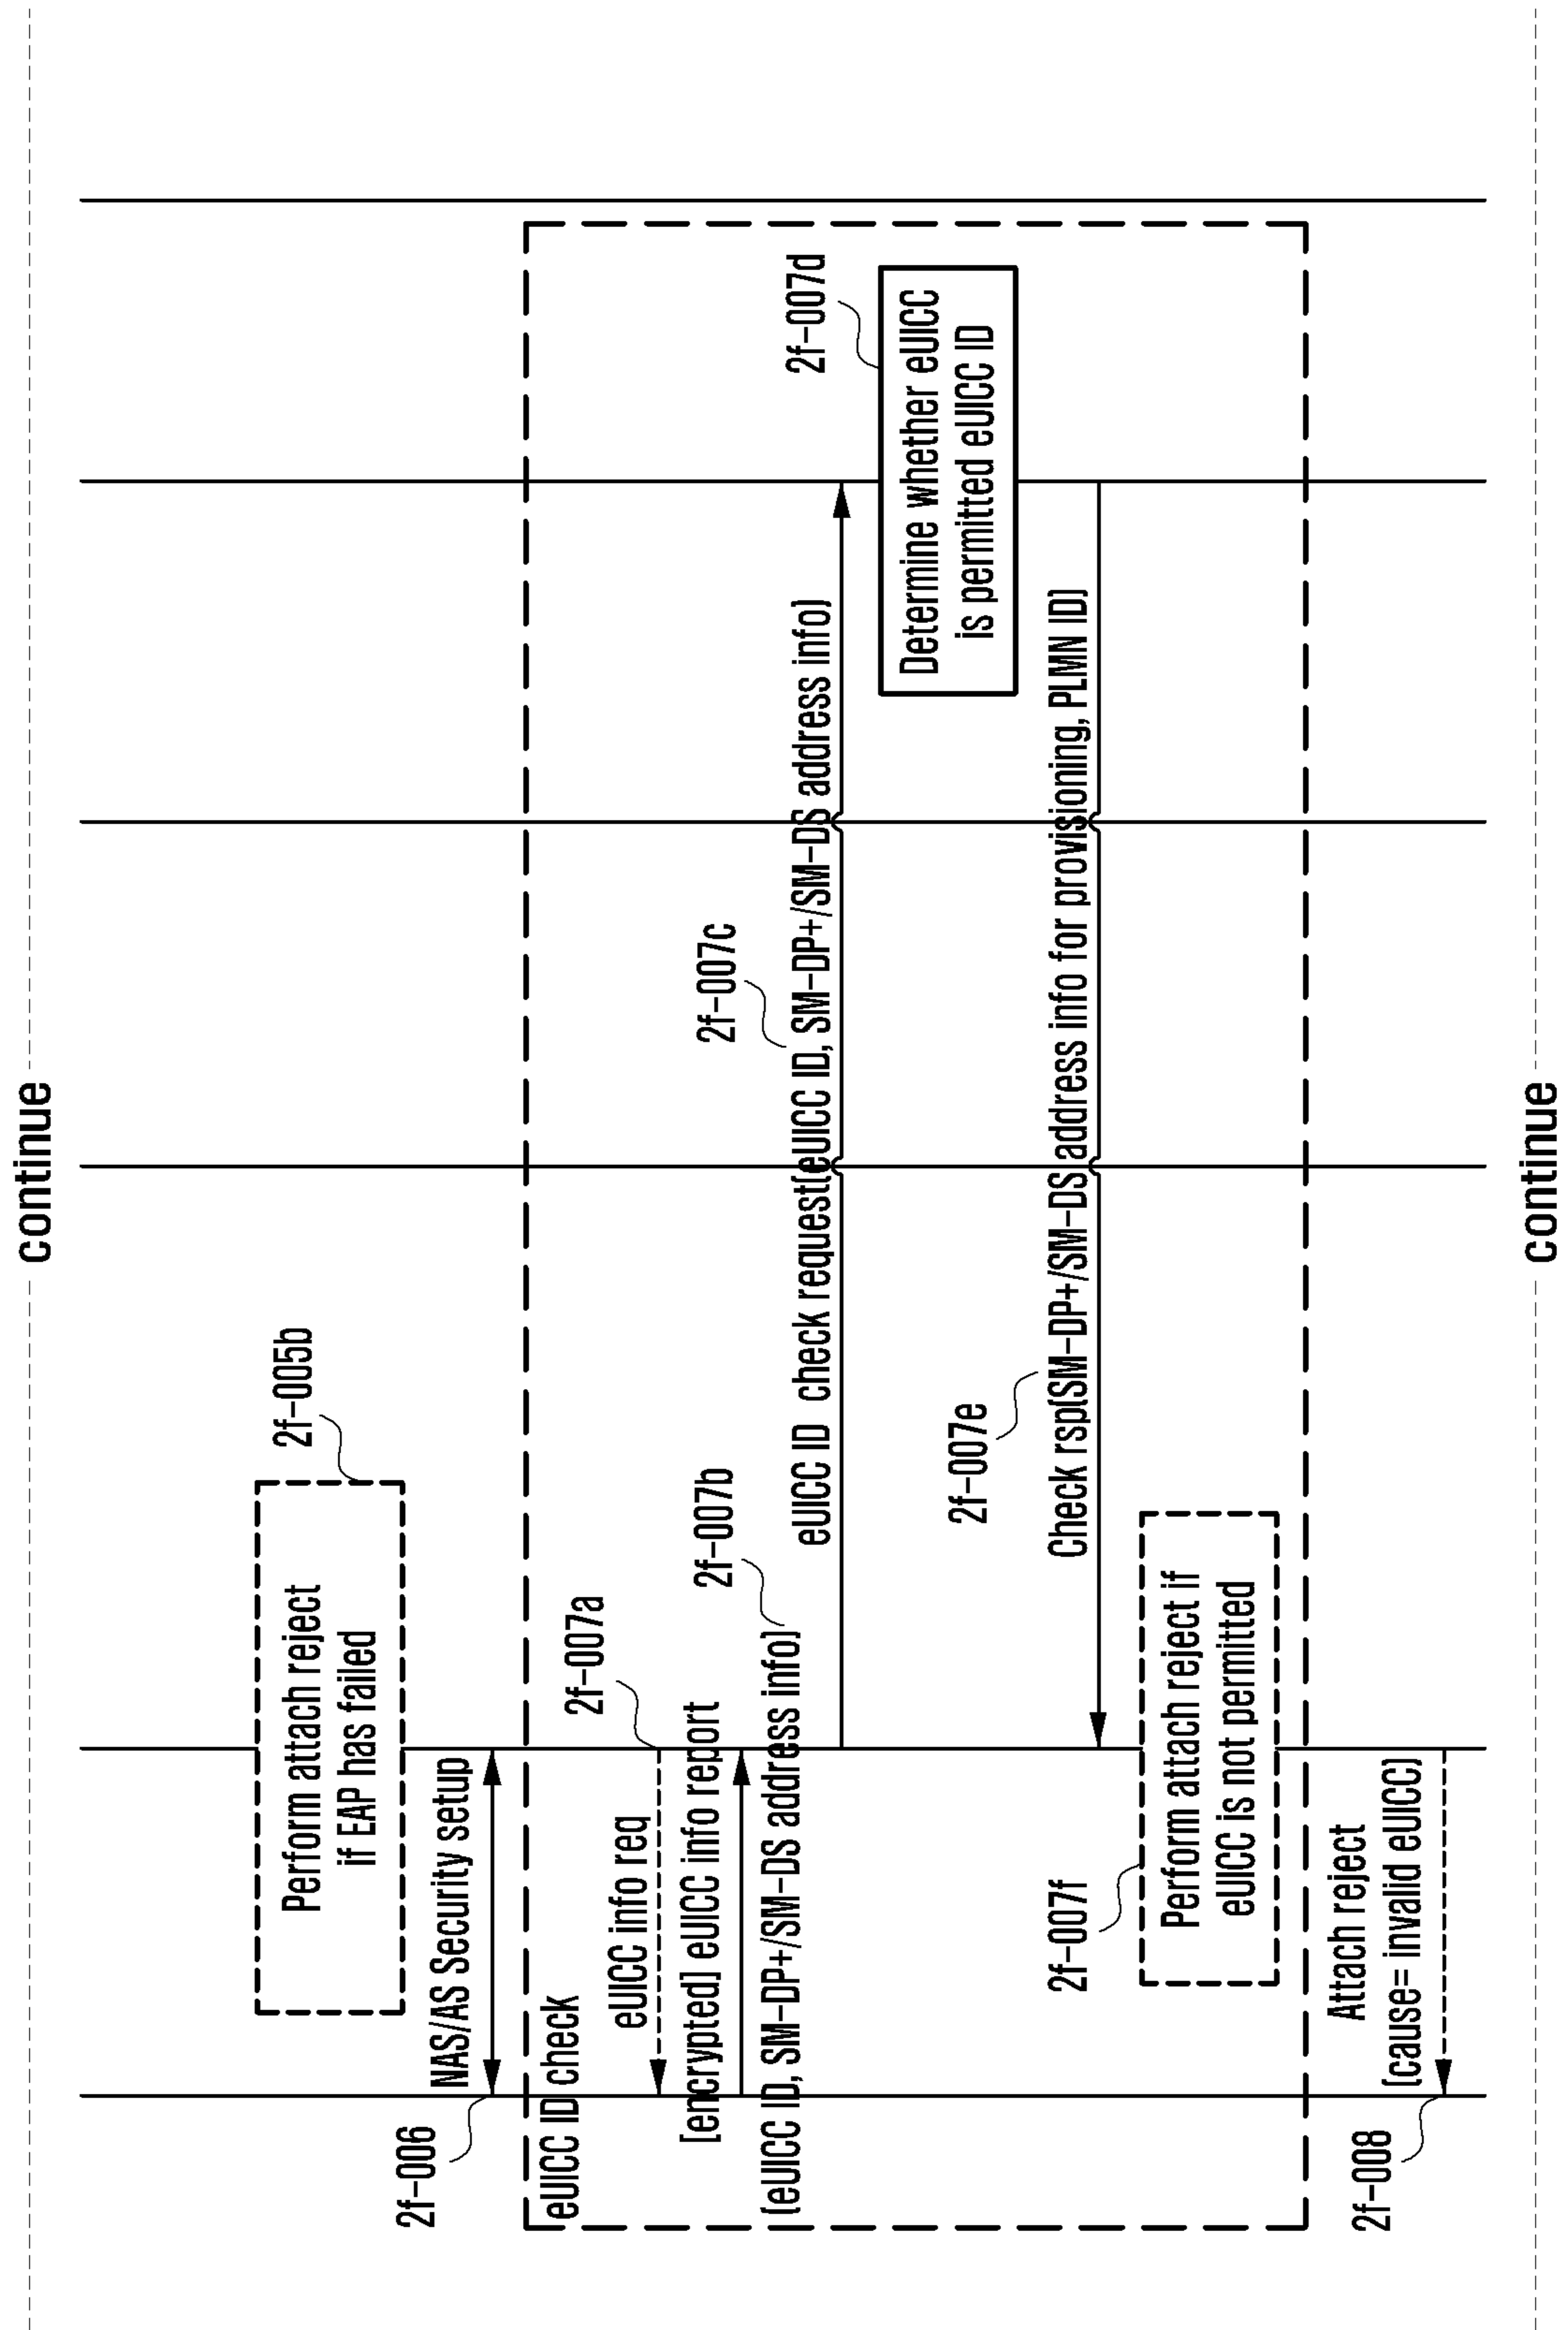 continue
2f-005b
Perform attach reject
if EAP has failed
2f-006
NAS/AS Security setup
eUICC ID check
2f-007a
eUICC info req
2f-007b
[encrypted] eUICC info report
(eUICC ID, SM-DP+/SM-DS address info)
2f-007c
eUICC ID check request(eUICC ID, SM-DP+/SM-DS address info)
2f-007d
Determine whether eUICC
is permitted eUICC ID
2f-007e
Check rsp(SM-DP+/SM-DS address info for provisioning, PLMN ID)
2f-007f
Perform attach reject if
eUICC is not permitted
Attach reject
(cause= invalid eUICC)
2f-008
continue